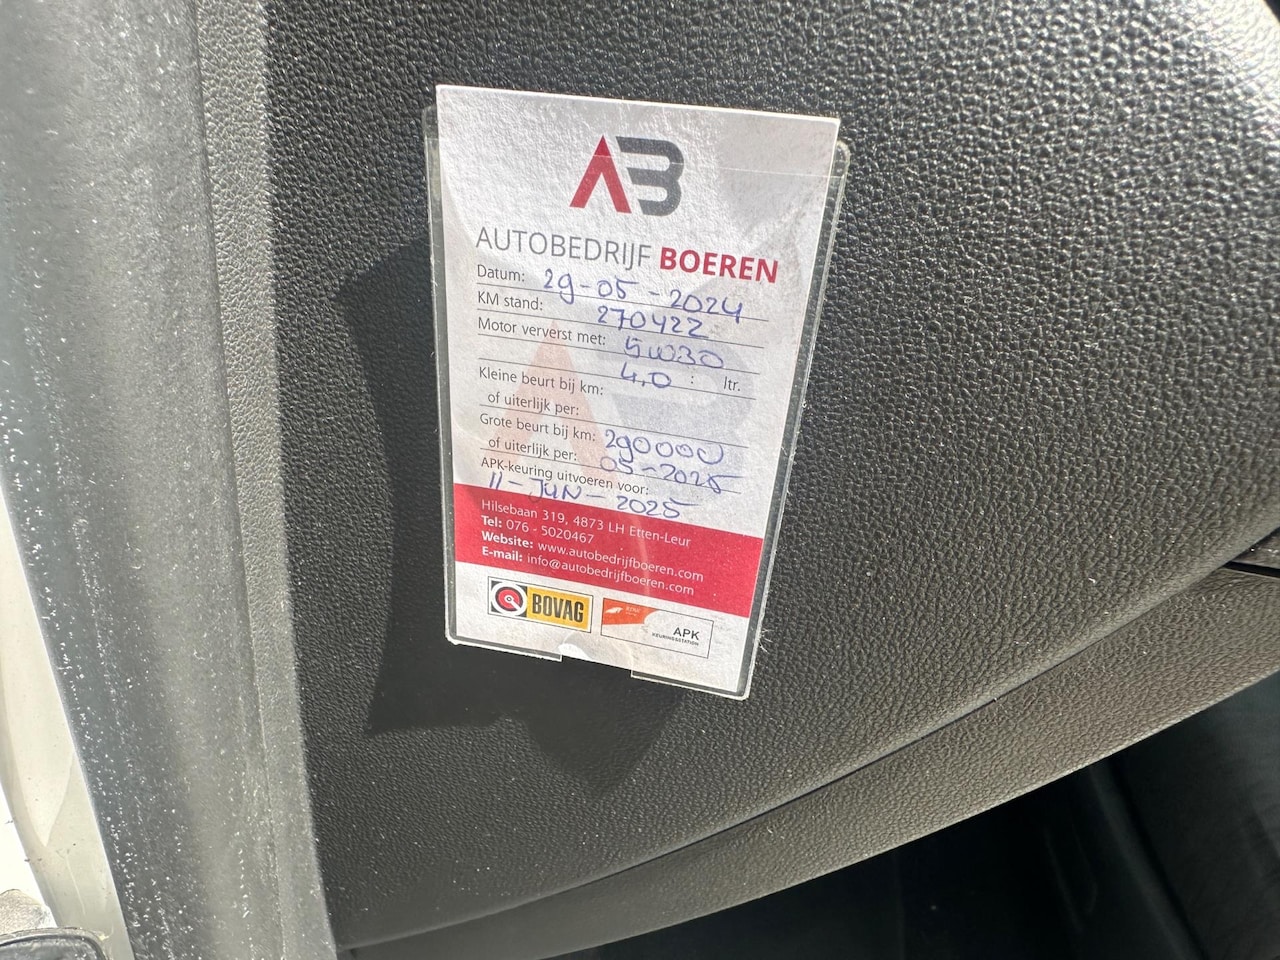 AB
AUTOBEDRIJF BOEREN
Datum: 29-05-2024
KM stand: 270422
Motor ververst met: 5W30
4,0 : ltr.
Kleine beurt bij km:
of uiterlijk per:
Grote beurt bij km: 290000
of uiterlijk per: 05-2025
APK-keuring uitvoeren voor:
11-JUN-2025
Hilsebaan 319, 4873 LH Etten-Leur
Tel: 076 - 5020467
Website: www.autobedrijfboeren.com
E-mail: info@autobedrijfboeren.com
BOVAG
APK
KEURINGSSTATION